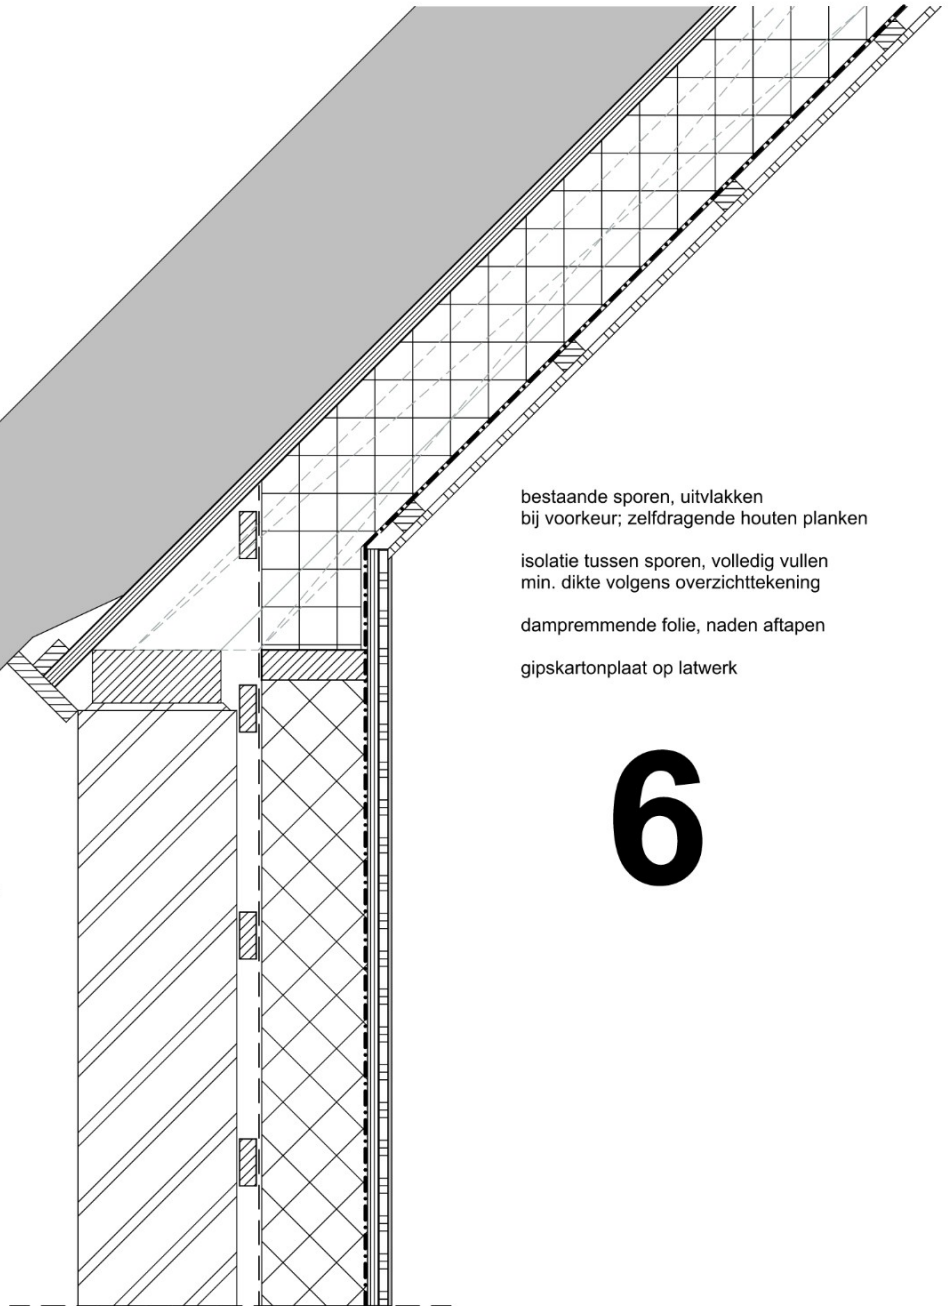 bestaande sporen, uitvlakken
bij voorkeur; zelfdragende houten planken
isolatie tussen sporen, volledig vullen
min. dikte volgens overzichttekening
dampremmende folie, naden aftapen
gipskartonplaat op latwerk
6